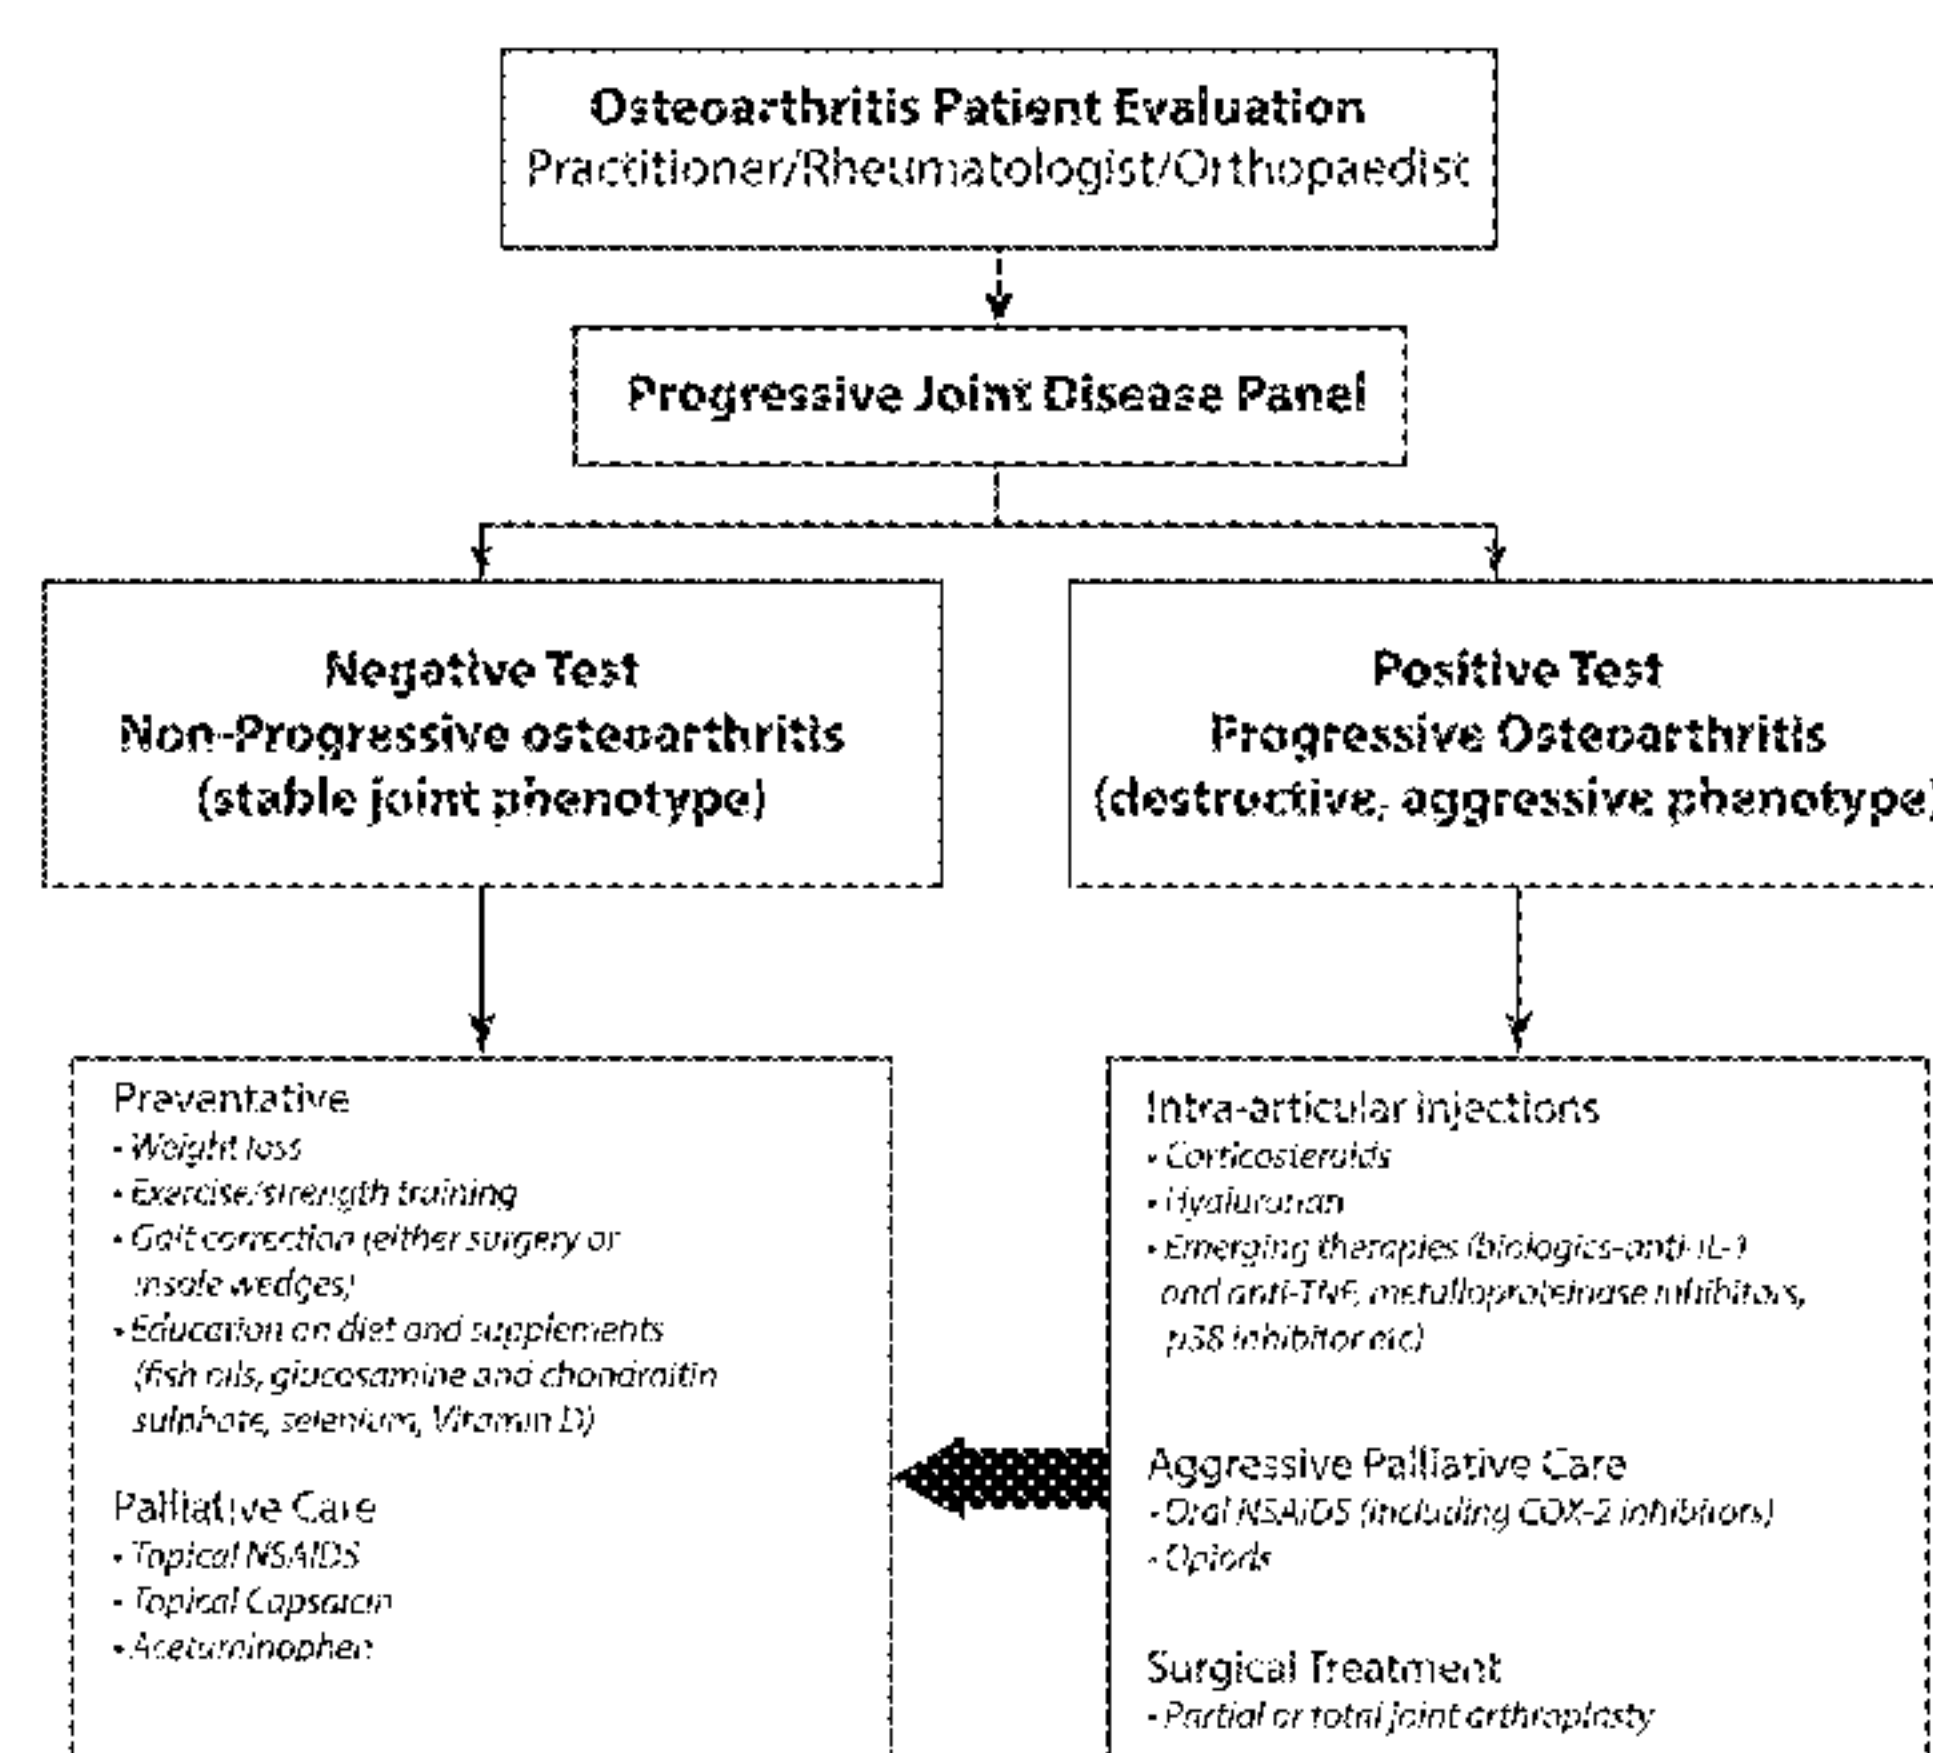 Osteoarthritis Patient Evaluation
Practitioner/Rheumatologist/Orthopaedist
Progressive Joint Disease Panel
Negative Test
Non-Progressive osteoarthritis
(stable joint phenotype)
Positive Test
Progressive Osteoarthritis
(destructive, aggressive phenotype)
Preventative
• Weight loss
• Exercise/strength training
• Gait correction (either surgery or
insole wedges)
• Education on diet and supplements
(fish oils, glucosamine and chondroitin
sulphate, selenium, Vitamin D)
Palliative Care
• Topical NSAIDS
• Topical Capsaicin
• Acetaminophen
Intra-articular injections
• Corticosteroids
• Hyaluronan
• Emerging therapies (biologics-anti-IL-1
and anti-TNF, metalloproteinase inhibitors,
p38 inhibitor etc)
Aggressive Palliative Care
• Oral NSAIDS (including COX-2 inhibitors)
• Opiods
Surgical Treatment
• Partial or total joint arthroplasty